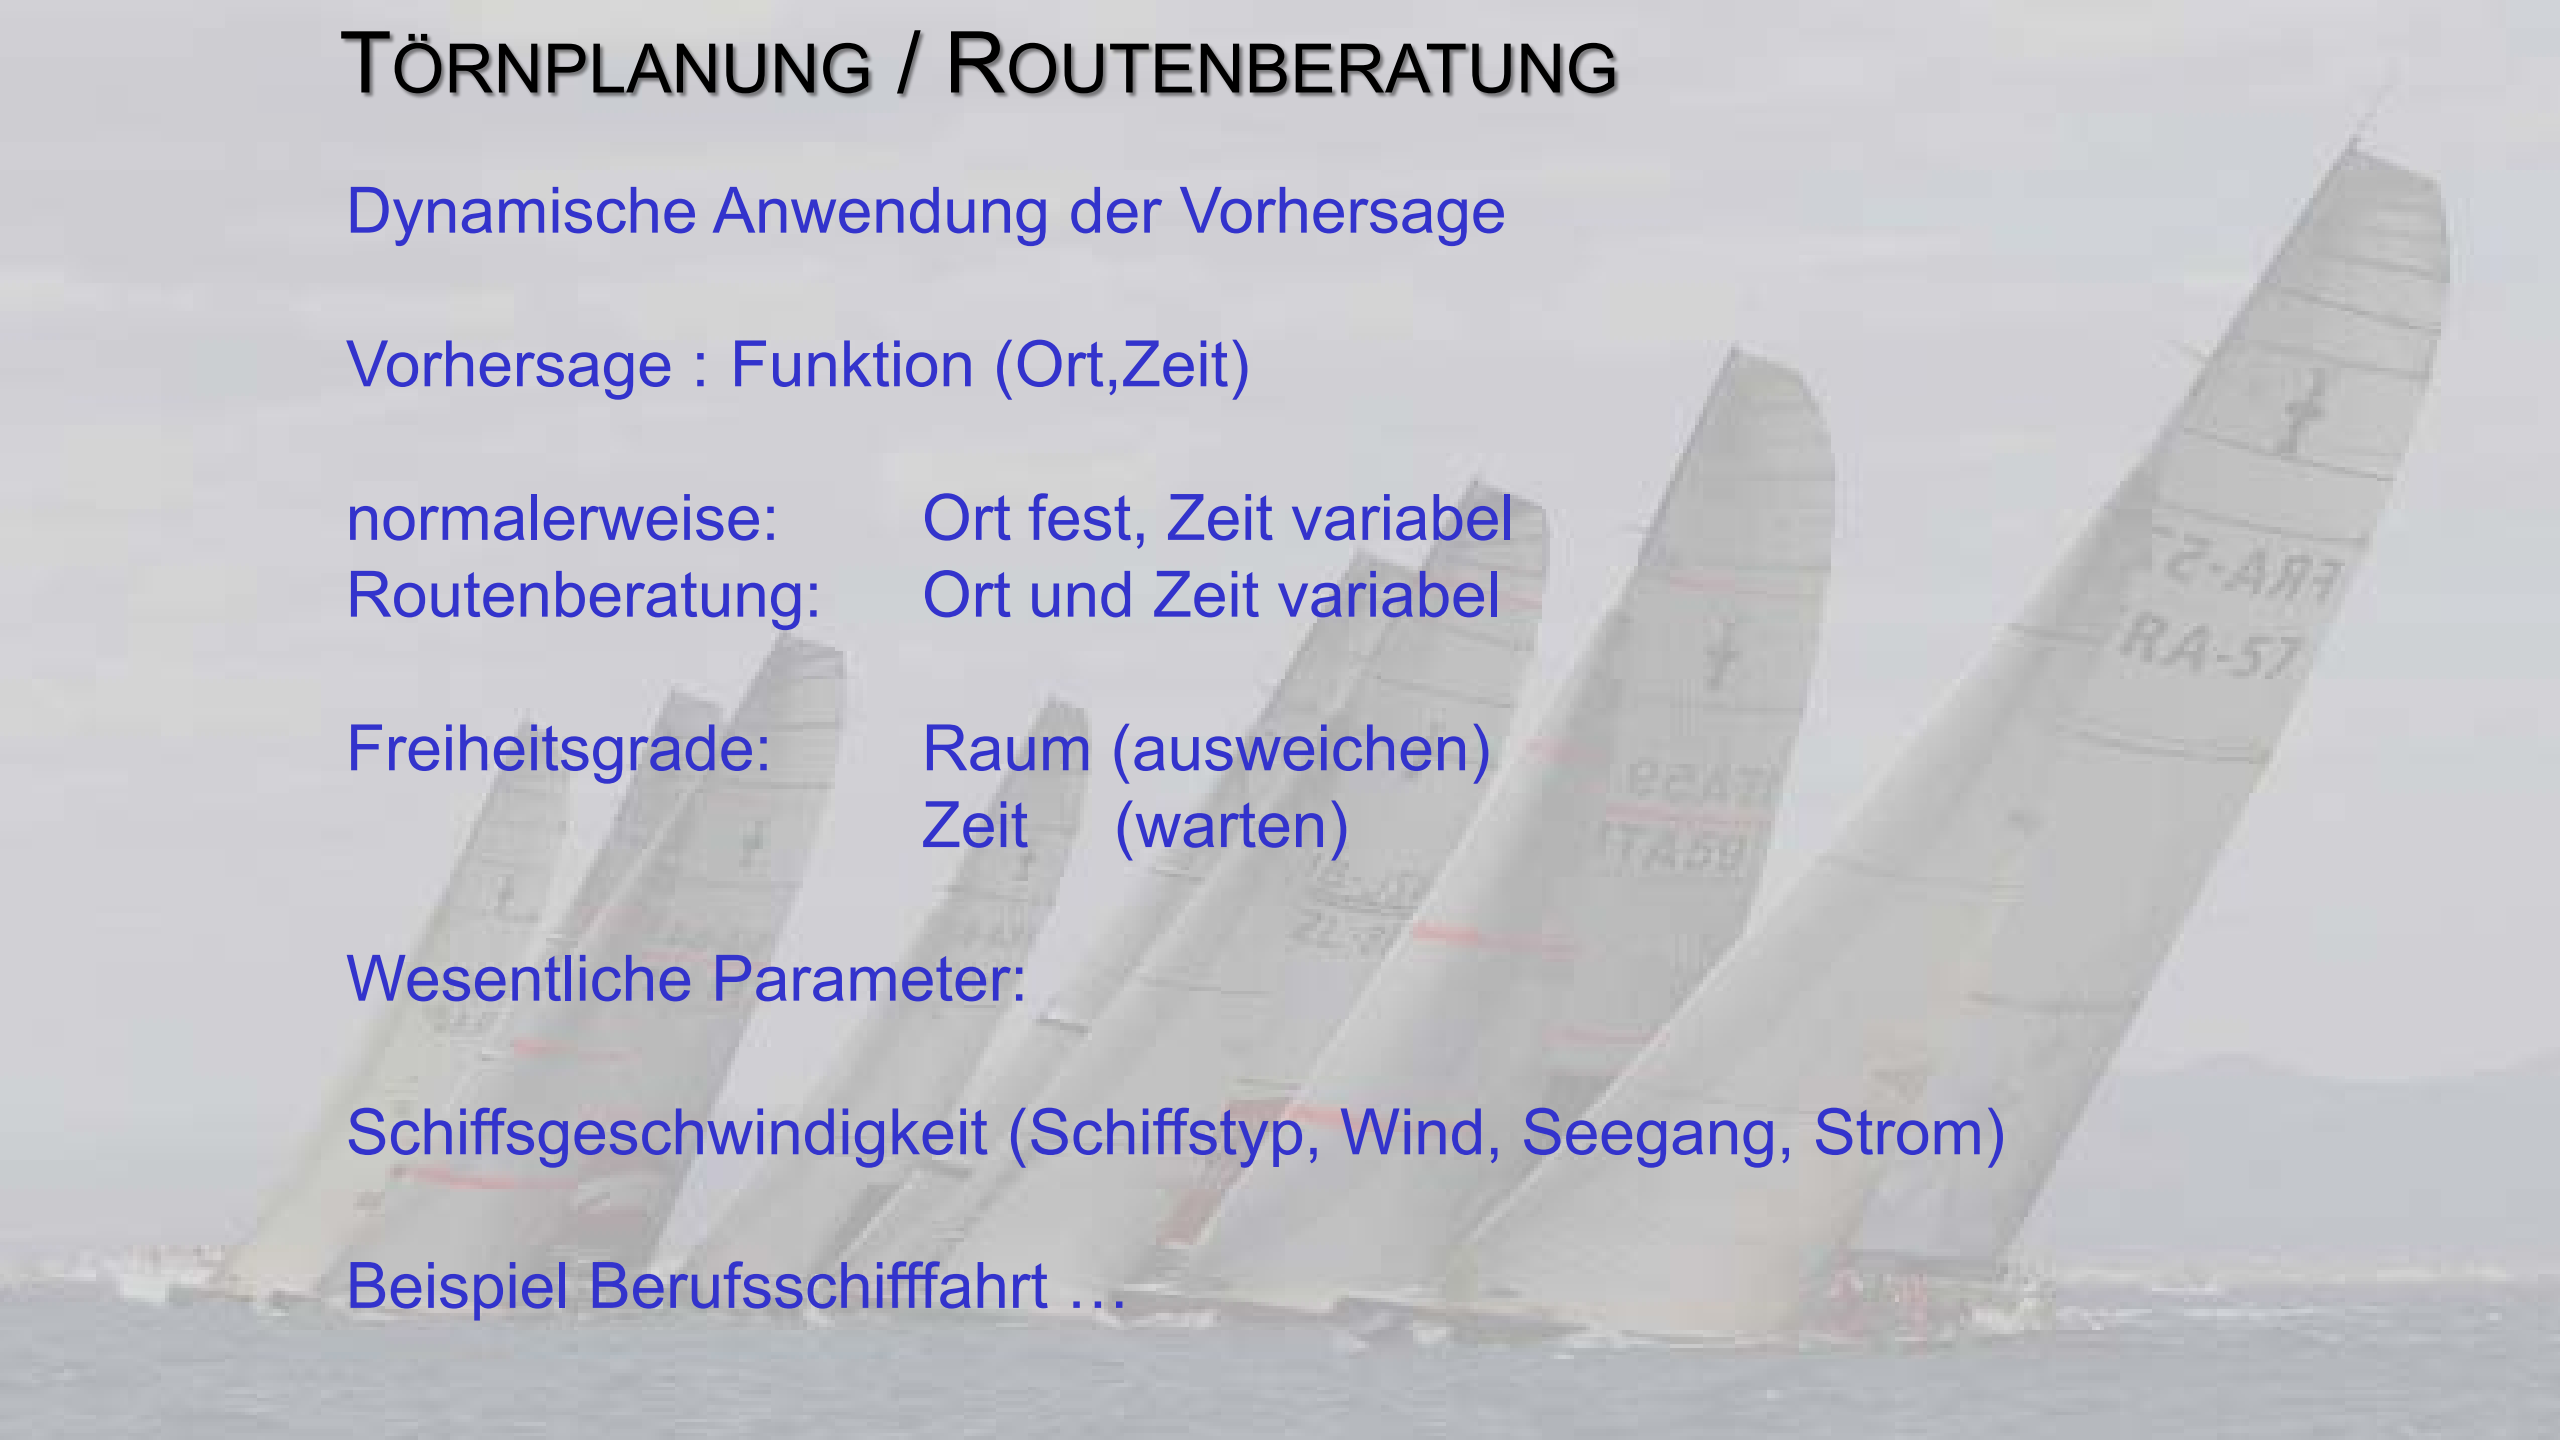 TÖRNPLANUNG / ROUTENBERATUNG
Dynamische Anwendung der Vorhersage
Vorhersage : Funktion (Ort,Zeit)
normalerweise: Ort fest, Zeit variabel
Routenberatung: Ort und Zeit variabel
Freiheitsgrade: Raum (ausweichen)
Zeit (warten)
Wesentliche Parameter:
Schiffsgeschwindigkeit (Schiffstyp, Wind, Seegang, Strom)
Beispiel Berufsschifffahrt …